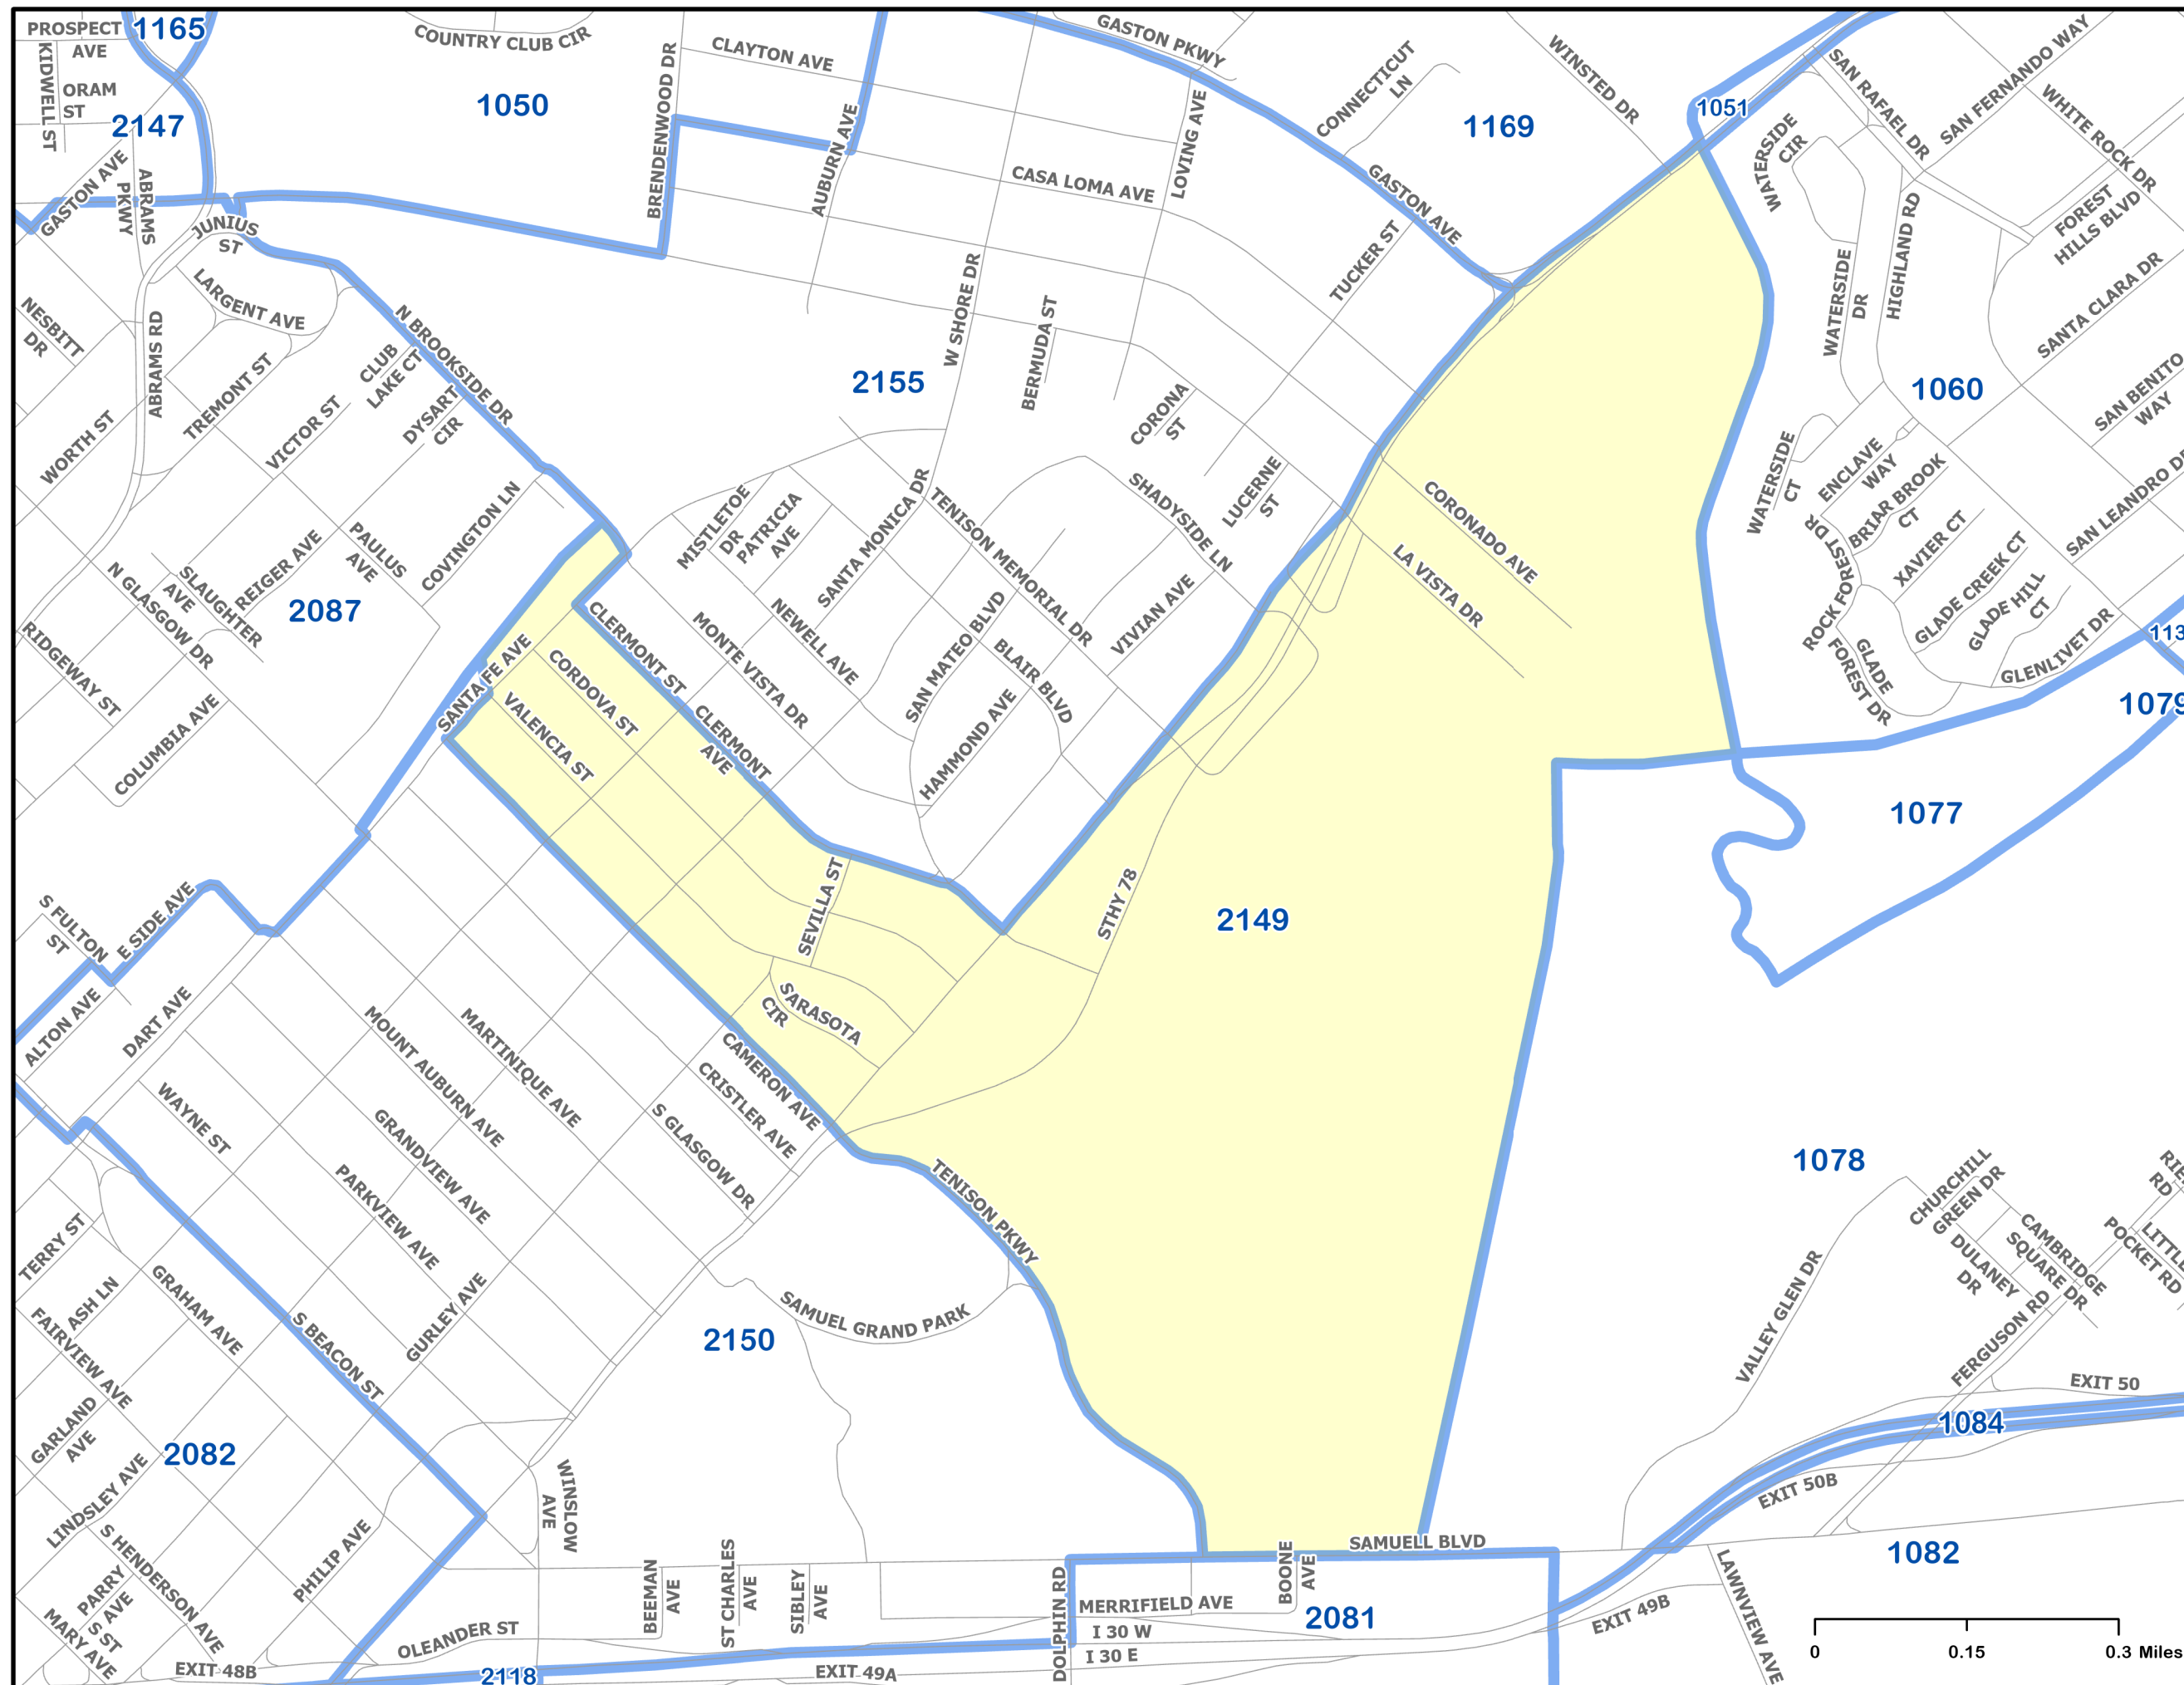 PROSPECT
AVE
1165
KIDWELL ST
ORAM
ST
2147
GASTON AVE
ABRAMS
PKWY
JUNIUS
ST
COUNTRY CLUB CIR
1050
BRENDENWOOD DR
CLAYTON AVE
AUBURN AVE
CASA LOMA AVE
LOVING AVE
GASTON PKWY
CONNECTICUT
LN
1169
WINSTED DR
GASTON AVE
TUCKER ST
1051
SAN RAFAEL DR
SAN FERNANDO WAY
WHITE ROCK DR
WATERSIDE
CIR
FOREST
HILLS BLVD
HIGHLAND RD
WATERSIDE
DR
SANTA CLARA DR
1060
SAN BENITO
WAY
SAN LEANDRO DR
WATERSIDE
CT
ENCLAVE
WAY
BRIAR BROOK
CT
ROCK FOREST DR
XAVIER CT
GLADE CREEK CT
GLADE HILL
CT
GLADE
FOREST DR
GLENLIVET DR
113
1079
1077
NESBITT
DR
LARGENT AVE
ABRAMS RD
TREMONT ST
WORTH ST
VICTOR ST
CLUB
LAKE CT
DYSART
CIR
N BROOKSIDE DR
COVINGTON LN
PAULUS
AVE
REIGER AVE
SLAUGHTER
AVE
N GLASGOW DR
2087
RIDGEWAY ST
COLUMBIA AVE
2155
W SHORE DR
BERMUDA ST
CORONA
ST
LUCERNE
ST
SHADYSIDE LN
MISTLETOE
DR
PATRICIA
AVE
SANTA MONICA DR
TENISON MEMORIAL DR
CORONADO AVE
LA VISTA DR
VIVIAN AVE
BLAIR BLVD
SAN MATEO BLVD
HAMMOND AVE
NEWELL AVE
MONTE VISTA DR
CLERMONT ST
CLERMONT
AVE
SANTA FE AVE
CORDOVA ST
VALENCIA ST
SEVILLA ST
STHY 78
2149
SARASOTA
CIR
CAMERON AVE
CRISTLER AVE
S GLASGOW DR
TENISON PKWY
S FULTON
ST
E SIDE AVE
ALTON AVE
DART AVE
WAYNE ST
MOUNT AUBURN AVE
MARTINIQUE AVE
GRANDVIEW AVE
PARKVIEW AVE
TERRY ST
ASH LN
GRAHAM AVE
FAIRVIEW AVE
GURLEY AVE
S BEACON ST
GARLAND
AVE
2082
LINDSLEY AVE
S HENDERSON AVE
PHILIP AVE
PARRY
AVE
S ST
MARY AVE
SAMUEL GRAND PARK
2150
WINSLOW
AVE
BEEMAN
AVE
ST CHARLES
AVE
SIBLEY
AVE
OLEANDER ST
EXIT 48B
2118
EXIT 49A
DOLPHIN RD
MERRIFIELD AVE
I 30 W
I 30 E
BOONE
AVE
SAMUELL BLVD
2081
1078
CHURCHILL
GREEN DR
CAMBRIDGE
SQUARE DR
DULANEY
DR
RD
LITTLE
POCKET RD
VALLEY GLEN DR
FERGUSON RD
EXIT 50
1084
EXIT 50B
1082
EXIT 49B
LAWNVIEW AVE
0 0.15 0.3 Miles